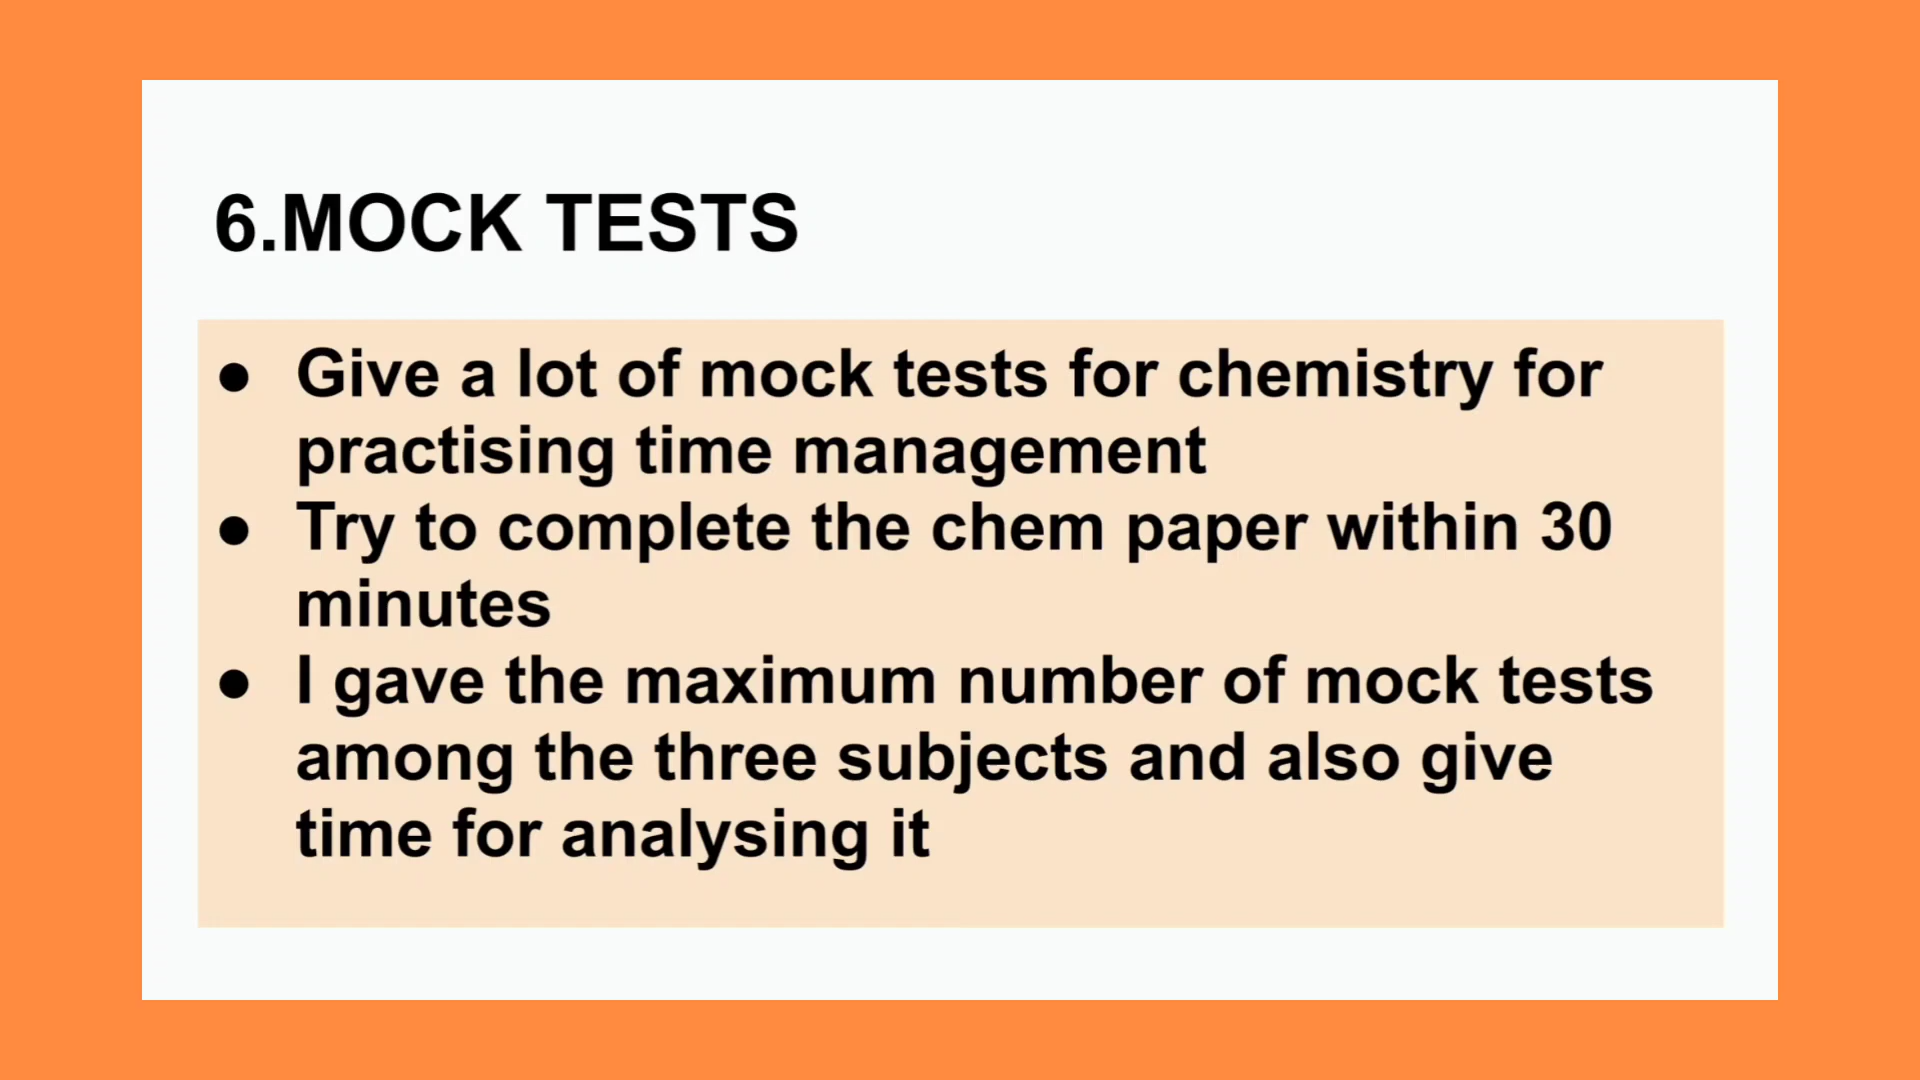 6.MOCK TESTS
● Give a lot of mock tests for chemistry for
practising time management
● Try to complete the chem paper within 30
minutes
● I gave the maximum number of mock tests
among the three subjects and also give
time for analysing it